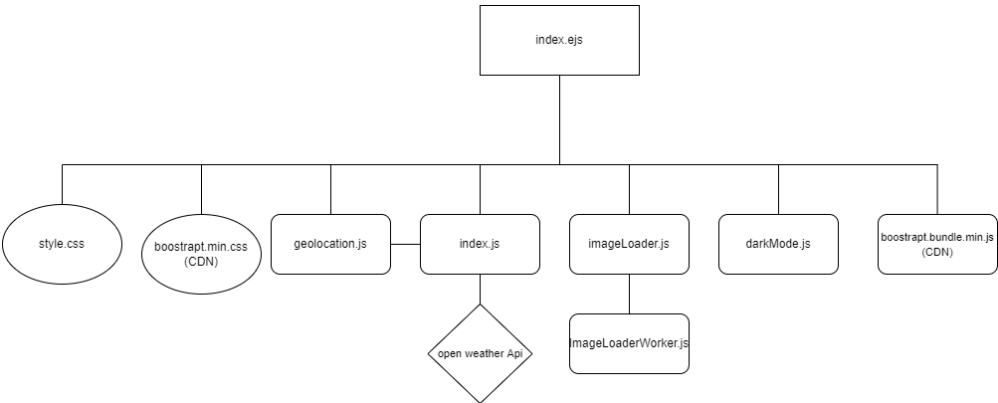 index.ejs
style.css
boostrapt.min.css
(CDN)
geolocation.js
index.js
imageLoader.js
darkMode.js
boostrapt.bundle.min.js
(CDN)
open weather Api
ImageLoaderWorker.js